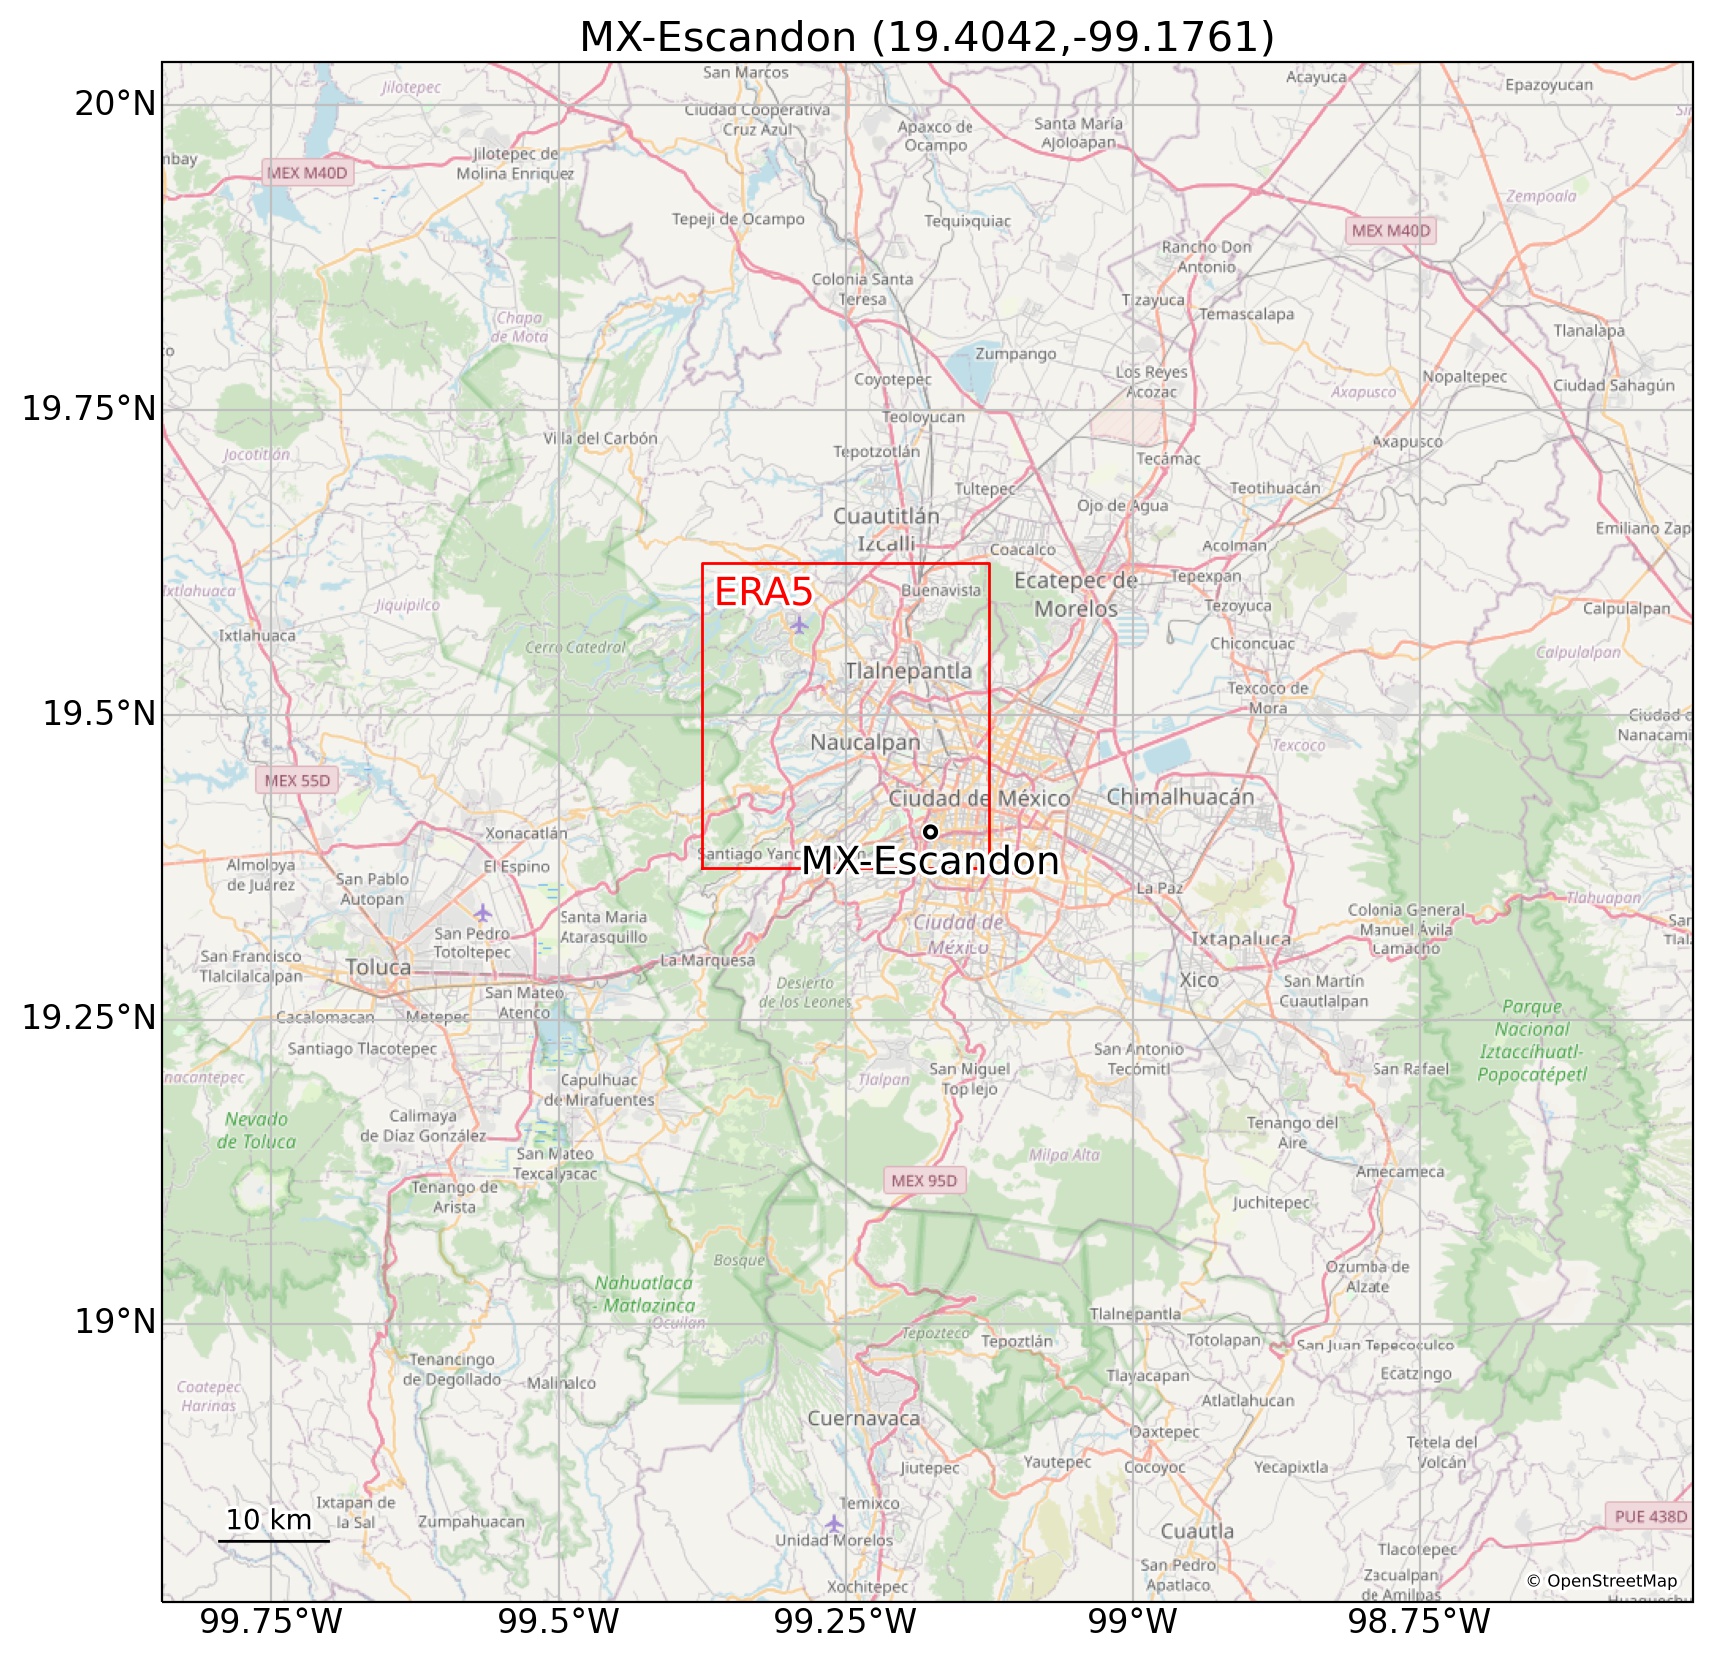 MX-Escandon (19.4042,-99.1761)
20°N
19.75°N
19.5°N
19.25°N
19°N
99.75°W
99.5°W
99.25°W
99°W
98.75°W
Jilotepec
San Marcos
Acayuca
Epazoyucan
Ciudad Cooperativa
Cruz Azul
Apaxco de
Ocampo
Santa María
Ajoloapan
nbay
MEX M40D
Jilotepec de
Molina Enriquez
Tepeji de Ocampo
Tequixquiac
Zempoala
MEX M40D
Rancho Don
Antonio
Colonia Santa
Teresa
Tizayuca
Temascalapa
Chapa
de Mota
Tlanalapa
co
Zumpango
Coyotepec
Los Reyes
Acozac
Axapusco
Nopaltepec
Ciudad Sahagún
Teoloyucan
Villa del Carbón
Jocotitlán
Tepotzotlán
Axapusco
Tecámac
Tultepec
Teotihuacán
Ojo de Agua
Cuautitlán
Izcalli
Emiliano Zap
Coacalco
Acolman
ERA5
Buenavista
Ecatepec de
Morelos
Tepexpan
Tezoyuca
Ixtlahuaca
Jiquipilco
Calpulalpan
Ixtlahuaca
Cerro Catedral
Chiconcuac
Calpulalpan
Tlalnepantla
Texcoco de
Mora
Ciudad d
Nanacami
Naucalpan
Texcoco
MEX 55D
Ciudad de México
Chimalhuacán
Xonacatlán
Santiago Yanc
MX-Escandon
Almoloya
de Juárez
El Espino
San Pablo
Autopan
La Paz
Santa Maria
Atarasquillo
Ciudad de
México
Colonia General
Manuel Ávila
Camacho
Tlahuapan
San
Tlal
San Pedro
Totoltepec
San Francisco
Tlalcilalcalpan
Toluca
La Marquesa
Ixtapaluca
Xico
San Martín
Cuautlalpan
Desierto
de los Leones
San Mateo
Atenco
Cacalomacan
Metepec
Parque
Nacional
Iztaccíhuatl-
Popocatépetl
Santiago Tlacotepec
San Antonio
Tecómitl
nacantepec
Capulhuac
de Mirafuentes
Tlalpan
San Miguel
Topilejo
San Rafael
Nevado
de Toluca
Calimaya
de Díaz González
Tenango del
Aire
San Mateo
Texcalyacac
Milpa Alta
Amecameca
MEX 95D
Tenango de
Arista
Juchitepec
Bosque
Ozumba de
Alzate
Nahuatlaca
- Matlazinca
Ocuilan
Tlalnepantla
Tepozteco
Tepoztlán
Totolapan
San Juan Tepecoculco
Tenancingo
de Degollado
Malinalco
Tlayacapan
Ecatzingo
Coatepec
Harinas
Atlatlahucan
Cuernavaca
Oaxtepec
Tetela del
Volcán
Jiutepec
Yautepec
Cocoyoc
Yecapixtla
10 km
Ixtapan de
la Sal
Zumpahuacan
Temixco
Unidad Morelos
Cuautla
PUE 438D
Tlacotepec
San Pedro
Apatlaco
Zacualpan
de Amilpas
Xochitepec
© OpenStreetMap